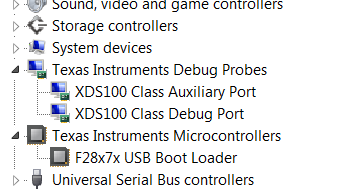 Sound, video and game controllers
Storage controllers
System devices
Texas Instruments Debug Probes
XDS100 Class Auxiliary Port
XDS100 Class Debug Port
Texas Instruments Microcontrollers
F28x7x USB Boot Loader
Universal Serial Bus controllers